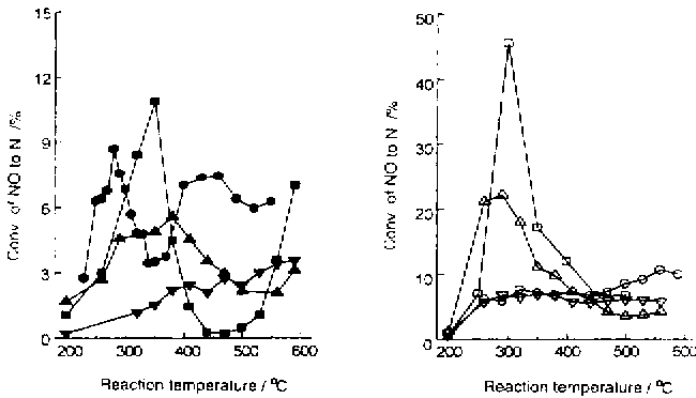 15
12
9
6
3
0
Conv. of NO to N /%
200 300 400 500 600
Reaction temperature / °C
50
40
30
20
10
0
Conv. of NO to N /%
200 300 400 500 600
Reaction temperature / °C